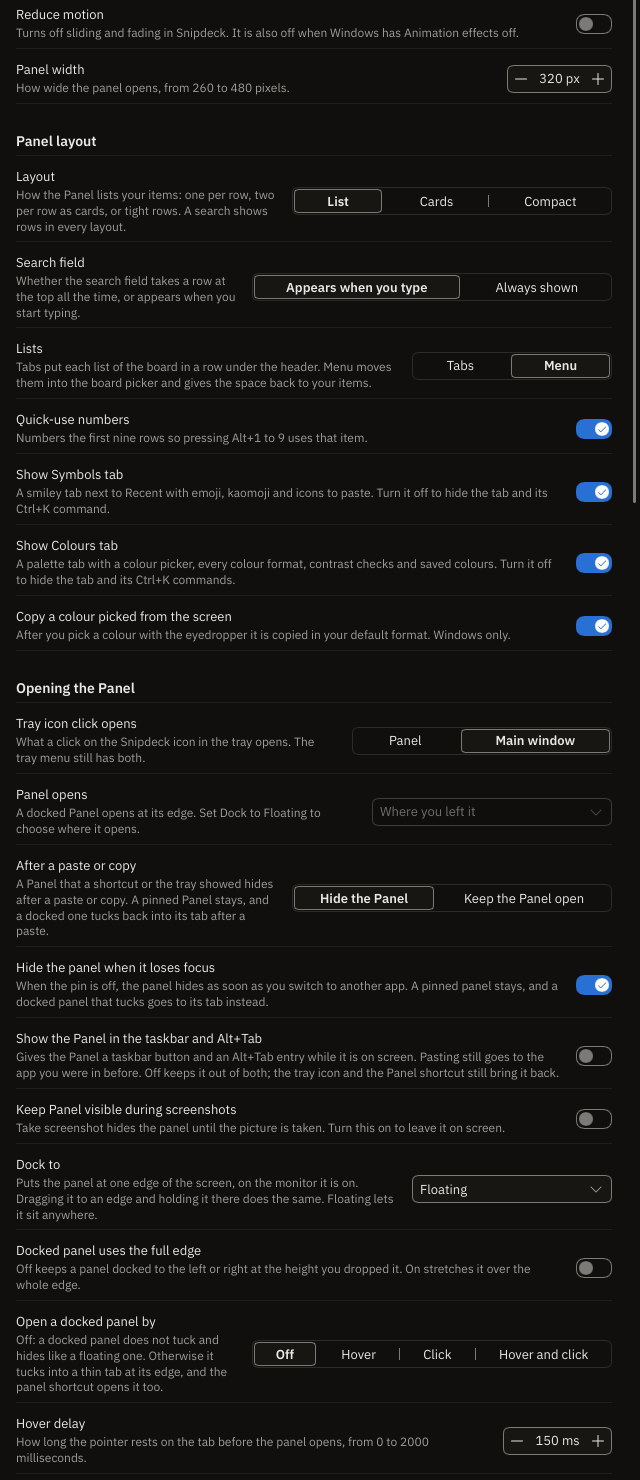 Reduce motion
Turns off sliding and fading in Snipdeck. It is also off when Windows has Animation effects off.
Panel width
How wide the panel opens, from 260 to 480 pixels.
320 px
Panel layout
Layout
How the Panel lists your items: one per row, two
per row as cards, or tight rows. A search shows
rows in every layout.
List Cards Compact
Search field
Whether the search field takes a row at
the top all the time, or appears when you
start typing.
Appears when you type Always shown
Lists
Tabs put each list of the board in a row under the header. Menu moves
them into the board picker and gives the space back to your items.
Tabs Menu
Quick-use numbers
Numbers the first nine rows so pressing Alt+1 to 9 uses that item.
Show Symbols tab
A smiley tab next to Recent with emoji, kaomoji and icons to paste. Turn it off to hide the tab and its
Ctrl+K command.
Show Colours tab
A palette tab with a colour picker, every colour format, contrast checks and saved colours. Turn it off
to hide the tab and its Ctrl+K commands.
Copy a colour picked from the screen
After you pick a colour with the eyedropper it is copied in your default format. Windows only.
Opening the Panel
Tray icon click opens
What a click on the Snipdeck icon in the tray opens. The
tray menu still has both.
Panel Main window
Panel opens
A docked Panel opens at its edge. Set Dock to Floating to
choose where it opens.
Where you left it
After a paste or copy
A Panel that a shortcut or the tray showed hides
after a paste or copy. A pinned Panel stays, and
a docked one tucks back into its tab after a
paste.
Hide the Panel Keep the Panel open
Hide the panel when it loses focus
When the pin is off, the panel hides as soon as you switch to another app. A pinned panel stays, and a
docked panel that tucks goes to its tab instead.
Show the Panel in the taskbar and Alt+Tab
Gives the Panel a taskbar button and an Alt+Tab entry while it is on screen. Pasting still goes to the
app you were in before. Off keeps it out of both; the tray icon and the Panel shortcut still bring it back.
Keep Panel visible during screenshots
Take screenshot hides the panel until the picture is taken. Turn this on to leave it on screen.
Dock to
Puts the panel at one edge of the screen, on the monitor it is on.
Dragging it to an edge and holding it there does the same. Floating lets
it sit anywhere.
Floating
Docked panel uses the full edge
Off keeps a panel docked to the left or right at the height you dropped it. On stretches it over the
whole edge.
Open a docked panel by
Off: a docked panel does not tuck and
hides like a floating one. Otherwise it
tucks into a thin tab at its edge, and the
panel shortcut opens it too.
Off Hover Click Hover and click
Hover delay
How long the pointer rests on the tab before the panel opens, from 0 to 2000
milliseconds.
150 ms